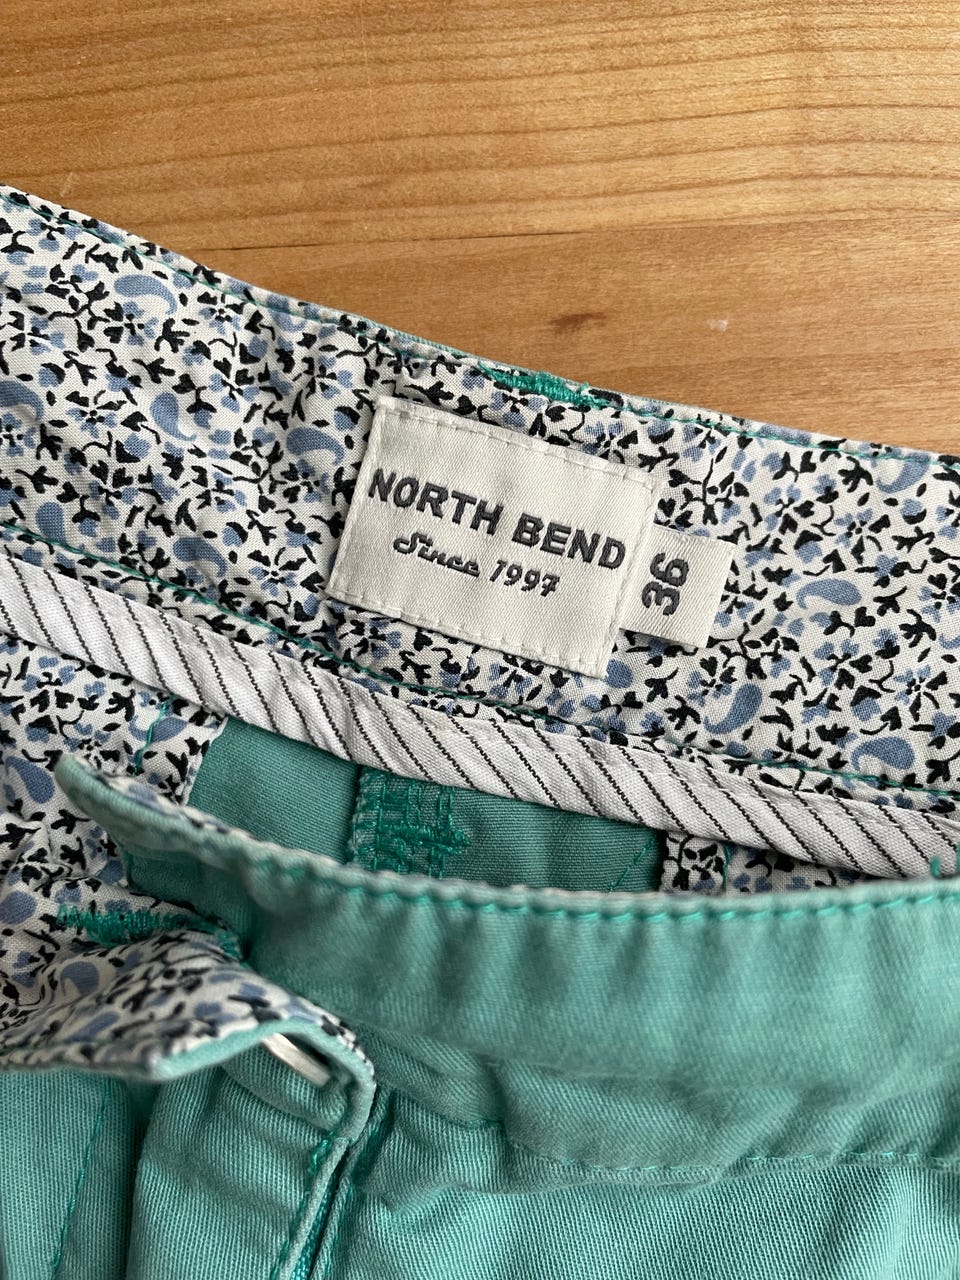 NORTH BEND
Since 1997
36